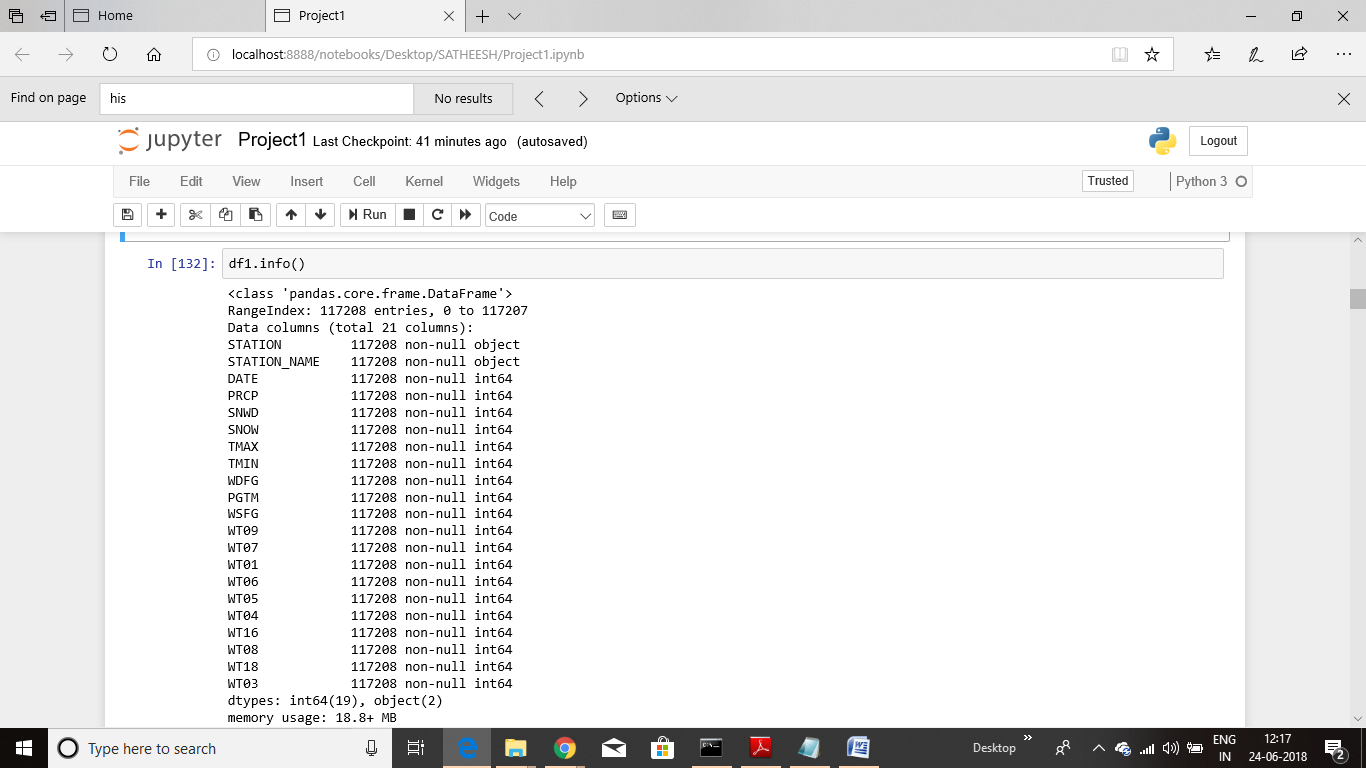 Home
Project1
localhost:8888/notebooks/Desktop/SATHEESH/Project1.ipynb
Find on page
his
No results
Options
jupyter
Project1 Last Checkpoint: 41 minutes ago (autosaved)
Logout
File Edit View Insert Cell Kernel Widgets Help
Trusted
Python 3
Run
Code
In [132]: df1.info()
<class 'pandas.core.frame.DataFrame'>
RangeIndex: 117208 entries, 0 to 117207
Data columns (total 21 columns):
STATION         117208 non-null object
STATION_NAME    117208 non-null object
DATE            117208 non-null int64
PRCP            117208 non-null int64
SNWD            117208 non-null int64
SNOW            117208 non-null int64
TMAX            117208 non-null int64
TMIN            117208 non-null int64
WDFG            117208 non-null int64
PGTM            117208 non-null int64
WSFG            117208 non-null int64
WT09            117208 non-null int64
WT07            117208 non-null int64
WT01            117208 non-null int64
WT06            117208 non-null int64
WT05            117208 non-null int64
WT04            117208 non-null int64
WT16            117208 non-null int64
WT08            117208 non-null int64
WT18            117208 non-null int64
WT03            117208 non-null int64
dtypes: int64(19), object(2)
memory usage: 18.8+ MB
Type here to search
Desktop
ENG
IN
12:17
24-06-2018
2